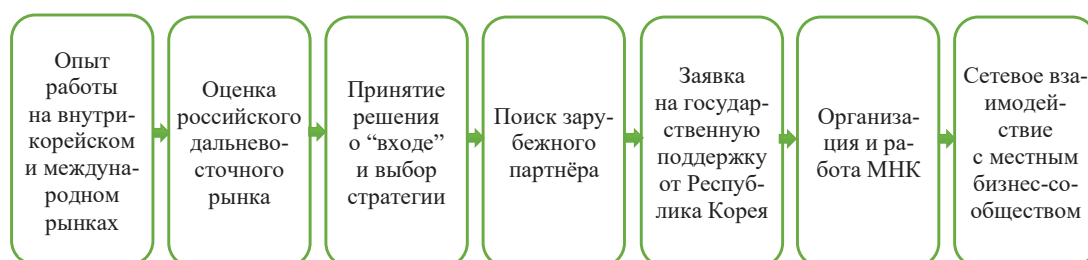 Опыт
работы
на внутри-
корейском
и междуна-
родном
рынках
Оценка
российского
дальнево-
сточного
рынка
Принятие
решения
о “входе”
и выбор
стратегии
Поиск зару-
бежного
партнёра
Заявка
на государ-
ственную
поддержку
от Респуб-
лика Корея
Организа-
ция и ра-
бота МНК
Сетевое вза-
имодей-
ствие
с местным
бизнес-со-
обществом